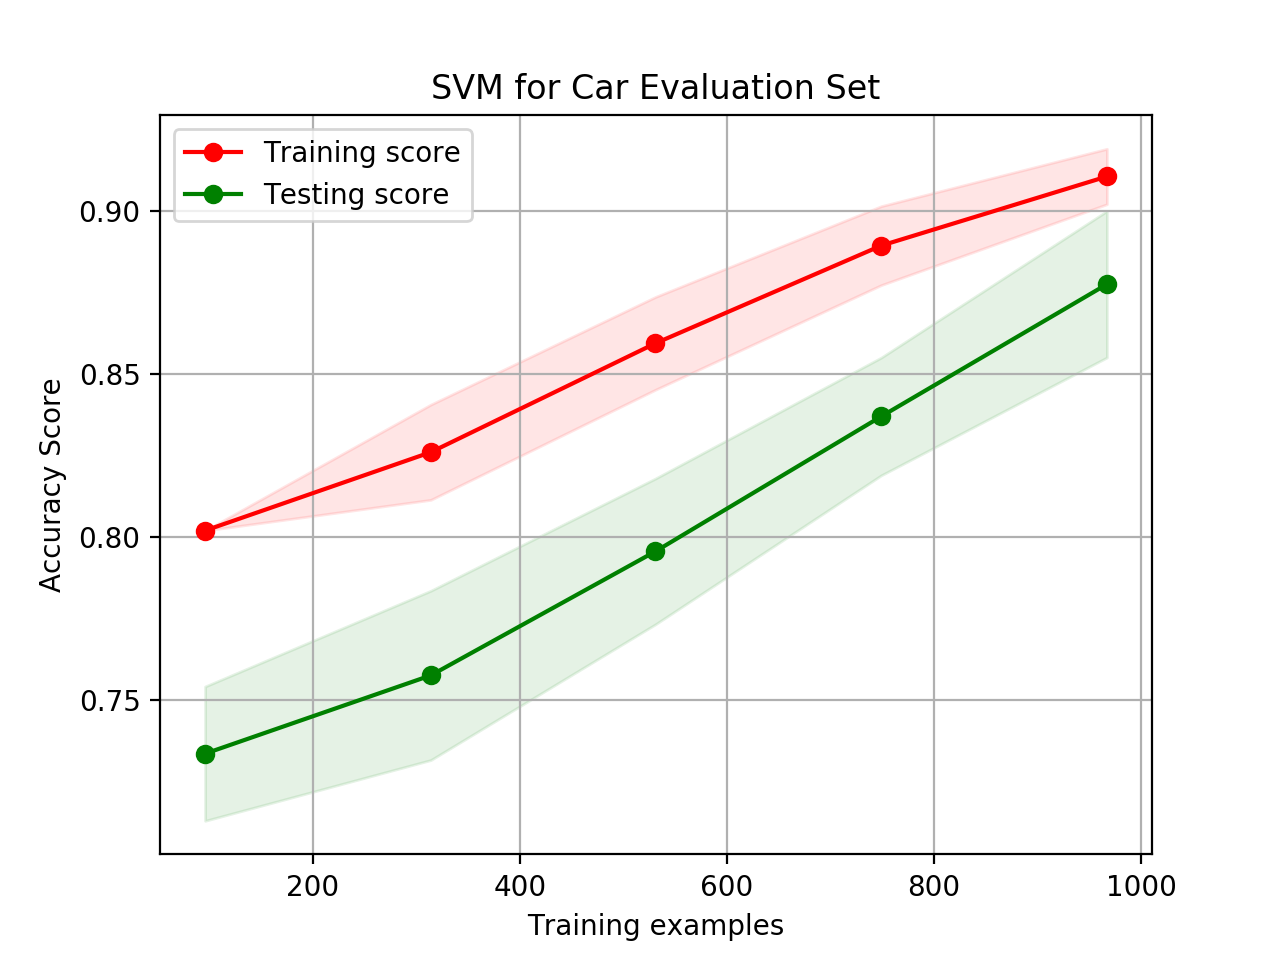 SVM for Car Evaluation Set
Training score
Testing score
0.90
0.85
0.80
0.75
Accuracy Score
200
400
600
800
1000
Training examples